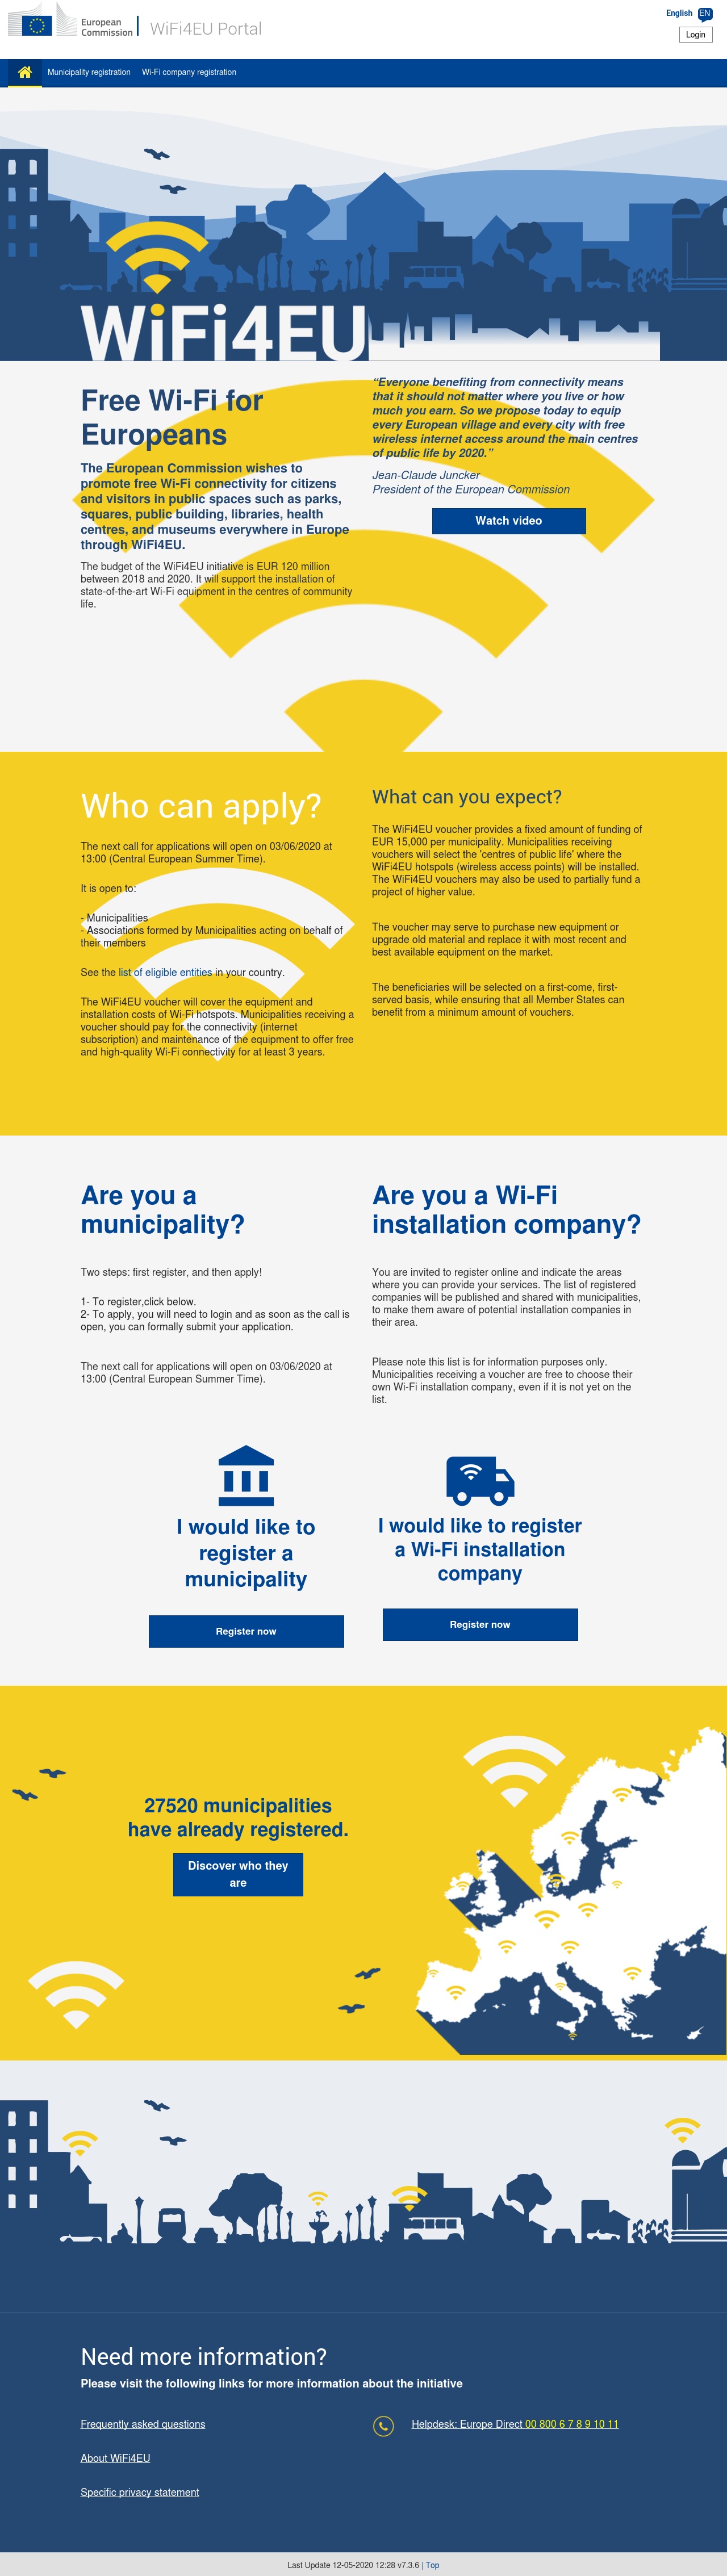 European
Commission
WiFi4EU Portal
English EN
Login
Municipality registration
Wi-Fi company registration
WiFi4EU
Free Wi-Fi for
Europeans
The European Commission wishes to
promote free Wi-Fi connectivity for citizens
and visitors in public spaces such as parks,
squares, public building, libraries, health
centres, and museums everywhere in Europe
through WiFi4EU.
The budget of the WiFi4EU initiative is EUR 120 million
between 2018 and 2020. It will support the installation of
state-of-the-art Wi-Fi equipment in the centres of community
life.
“Everyone benefiting from connectivity means
that it should not matter where you live or how
much you earn. So we propose today to equip
every European village and every city with free
wireless internet access around the main centres
of public life by 2020.”
Jean-Claude Juncker
President of the European Commission
Watch video
Who can apply?
The next call for applications will open on 03/06/2020 at
13:00 (Central European Summer Time).
It is open to:
- Municipalities
- Associations formed by Municipalities acting on behalf of
their members
See the list of eligible entities in your country.
The WiFi4EU voucher will cover the equipment and
installation costs of Wi-Fi hotspots. Municipalities receiving a
voucher should pay for the connectivity (internet
subscription) and maintenance of the equipment to offer free
and high-quality Wi-Fi connectivity for at least 3 years.
What can you expect?
The WiFi4EU voucher provides a fixed amount of funding of
EUR 15,000 per municipality. Municipalities receiving
vouchers will select the 'centres of public life' where the
WiFi4EU hotspots (wireless access points) will be installed.
The WiFi4EU vouchers may also be used to partially fund a
project of higher value.
The voucher may serve to purchase new equipment or
upgrade old material and replace it with most recent and
best available equipment on the market.
The beneficiaries will be selected on a first-come, first-
served basis, while ensuring that all Member States can
benefit from a minimum amount of vouchers.
Are you a
municipality?
Two steps: first register, and then apply!
1- To register,click below.
2- To apply, you will need to login and as soon as the call is
open, you can formally submit your application.
The next call for applications will open on 03/06/2020 at
13:00 (Central European Summer Time).
Are you a Wi-Fi
installation company?
You are invited to register online and indicate the areas
where you can provide your services. The list of registered
companies will be published and shared with municipalities,
to make them aware of potential installation companies in
their area.
Please note this list is for information purposes only.
Municipalities receiving a voucher are free to choose their
own Wi-Fi installation company, even if it is not yet on the
list.
I would like to
register a
municipality
Register now
I would like to register
a Wi-Fi installation
company
Register now
27520 municipalities
have already registered.
Discover who they
are
Need more information?
Please visit the following links for more information about the initiative
Frequently asked questions
About WiFi4EU
Specific privacy statement
Helpdesk: Europe Direct 00 800 6 7 8 9 10 11
Last Update 12-05-2020 12:28 v7.3.6 | Top